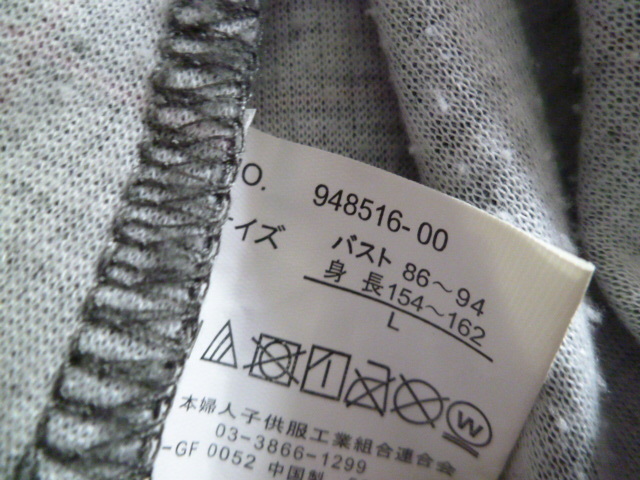 O. 948516-00
イズ バスト 86～94
身 長154～162
L
W
本婦人子供服工業組合連合会
03-3866-1299
-GF 0052 中国製